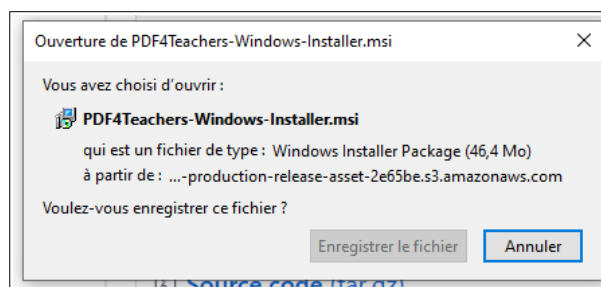 Ouverture de PDF4Teachers-Windows-Installer.msi
Vous avez choisi d'ouvrir :
PDF4Teachers-Windows-Installer.msi
qui est un fichier de type : Windows Installer Package (46,4 Mo)
à partir de : ...-production-release-asset-2e65be.s3.amazonaws.com
Voulez-vous enregistrer ce fichier ?
Enregistrer le fichier Annuler
Source code (tar.gz)